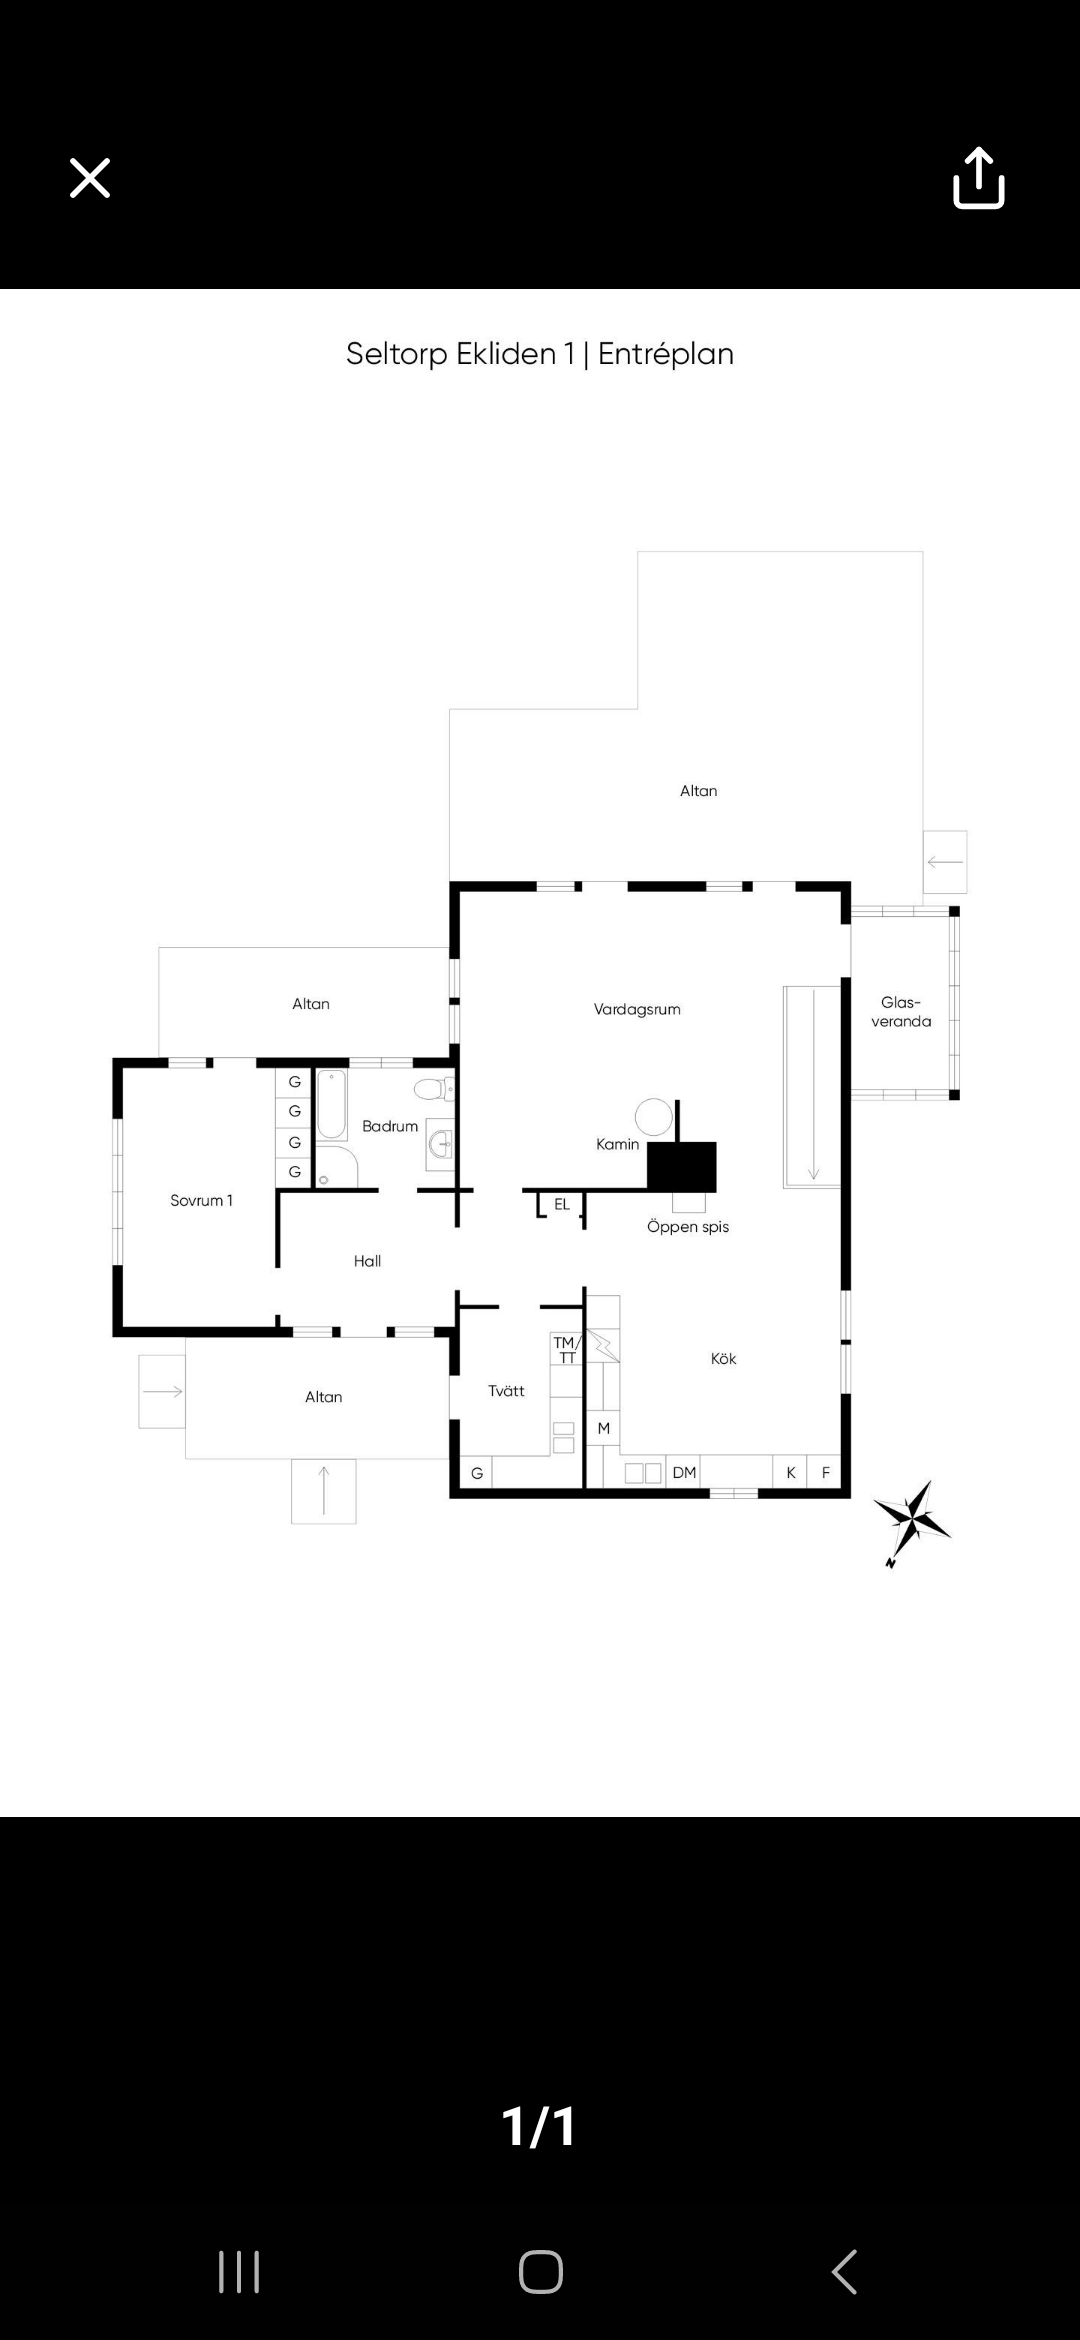 Seltorp Ekliden 1 | Entréplan
Altan
Altan
Vardagsrum
Glas-
veranda
G
G
G
G
Badrum
Kamin
Sovrum 1
EL
Öppen spis
Hall
TM/
TT
Kök
Tvätt
Altan
M
G
DM
K
F
N
1/1